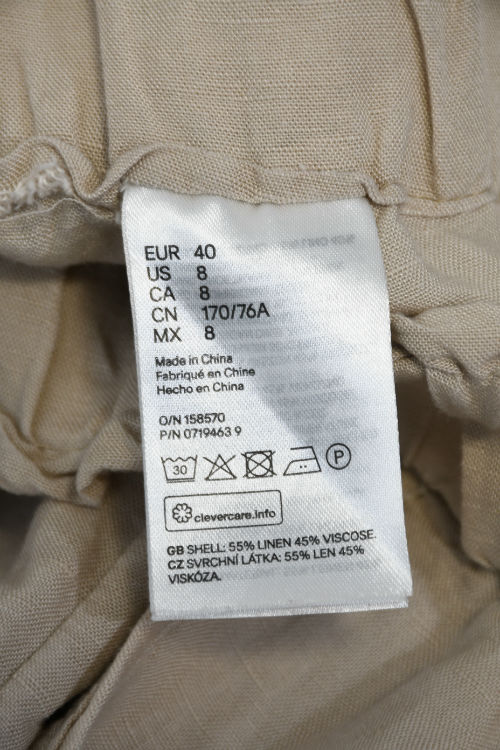 EUR 40
US 8
CA 8
CN 170/76A
MX 8
Made in China
Fabriqué en Chine
Hecho en China
O/N 158570
P/N 0719463 9
30
P
clevercare.info
GB SHELL: 55% LINEN 45% VISCOSE.
CZ SVRCHNÍ LÁTKA: 55% LEN 45%
VISKÓZA.